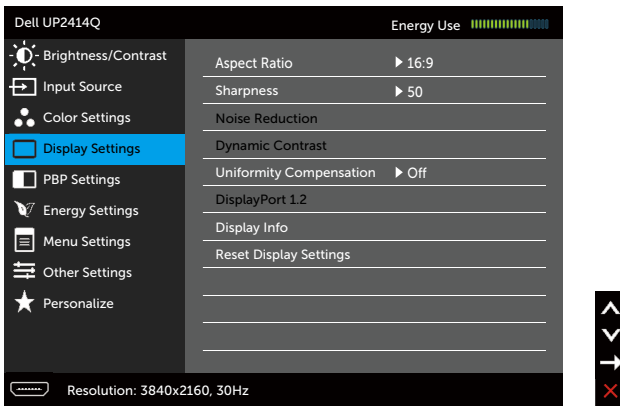 Dell UP2414Q
Energy Use
Brightness/Contrast
Input Source
Color Settings
Display Settings
PBP Settings
Energy Settings
Menu Settings
Other Settings
Personalize
Aspect Ratio 16:9
Sharpness 50
Noise Reduction
Dynamic Contrast
Uniformity Compensation Off
DisplayPort 1.2
Display Info
Reset Display Settings
Resolution: 3840x2160, 30Hz